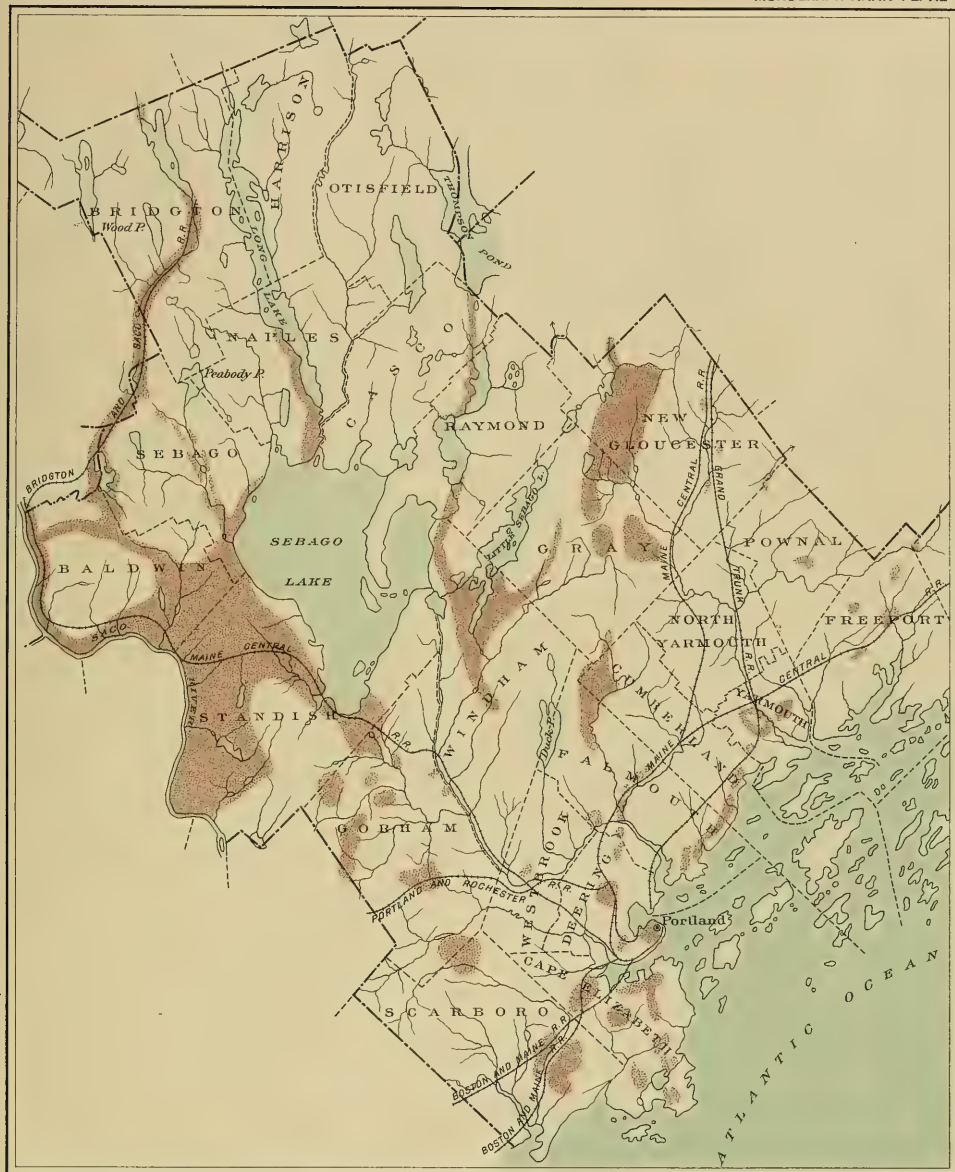 HARRISON
OTISFIELD
THOMPSON
POND
BRIDGTON
Wood P.
R.R.
LONG
LAKE
NAPLES
CASCO
Peabody P.
SACO
AND
BRIDGTON
RAYMOND
NEW
GLOUCESTER
R.R.
CENTRAL
MAINE
GRAND
TRUNK
R.R.
SEBAGO
SEBAGO
LAKE
LITTLE SEBAGO L.
GRAY
POWNAL
BALDWIN
NORTH
YARMOUTH
FREEPORT
R.R.
CENTRAL
MAINE
YARMOUTH
SACO
RIVER
MAINE CENTRAL
R.R.
STANDISH
WINDHAM
CUMBERLAND
Duck P.
FALMOUTH
GORHAM
WESTBROOK
DEERING
PORTLAND AND ROCHESTER
R.R.
Portland
CAPE
ELIZABETH
SCARBORO
BOSTON AND MAINE R.R.
BOSTON AND MAINE R.R.
ATLANTIC OCEAN